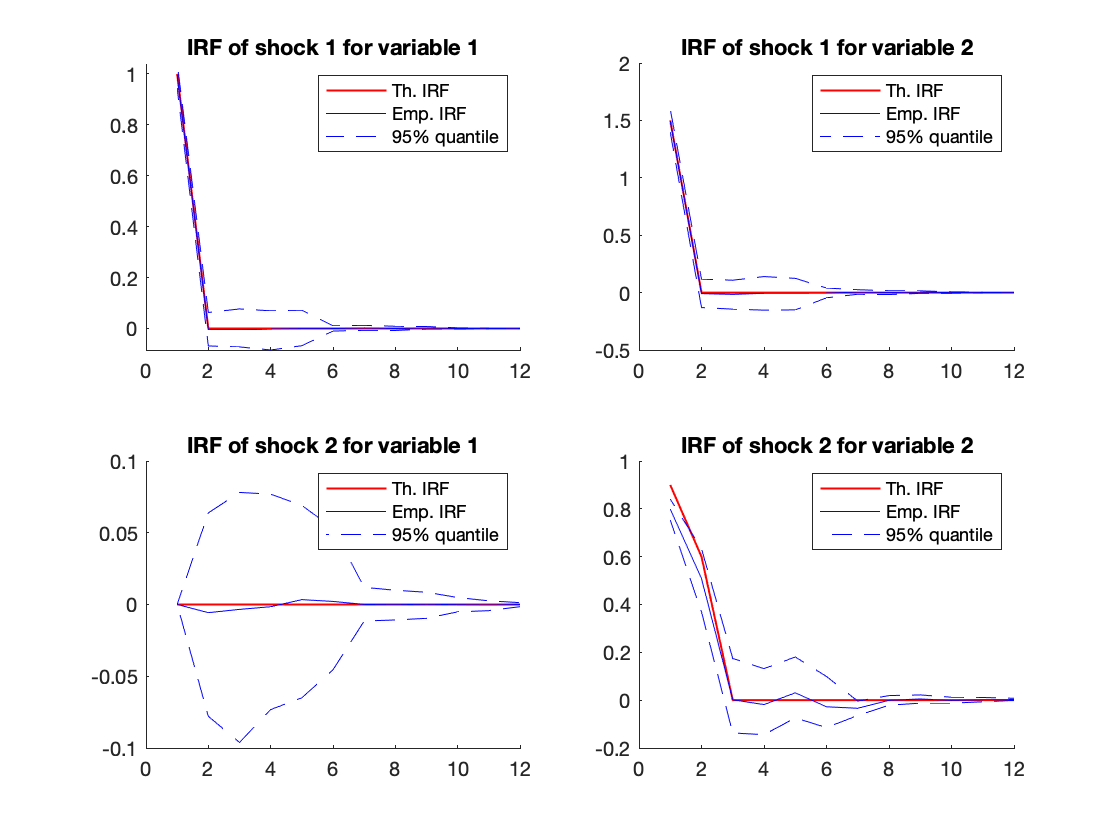 IRF of shock 1 for variable 1
1
0.8
0.6
0.4
0.2
0
0 2 4 6 8 10 12
Th. IRF
Emp. IRF
95% quantile
IRF of shock 1 for variable 2
2
1.5
1
0.5
0
-0.5
0 2 4 6 8 10 12
Th. IRF
Emp. IRF
95% quantile
IRF of shock 2 for variable 1
0.1
0.05
0
-0.05
-0.1
0 2 4 6 8 10 12
Th. IRF
Emp. IRF
95% quantile
IRF of shock 2 for variable 2
1
0.8
0.6
0.4
0.2
0
-0.2
0 2 4 6 8 10 12
Th. IRF
Emp. IRF
95% quantile